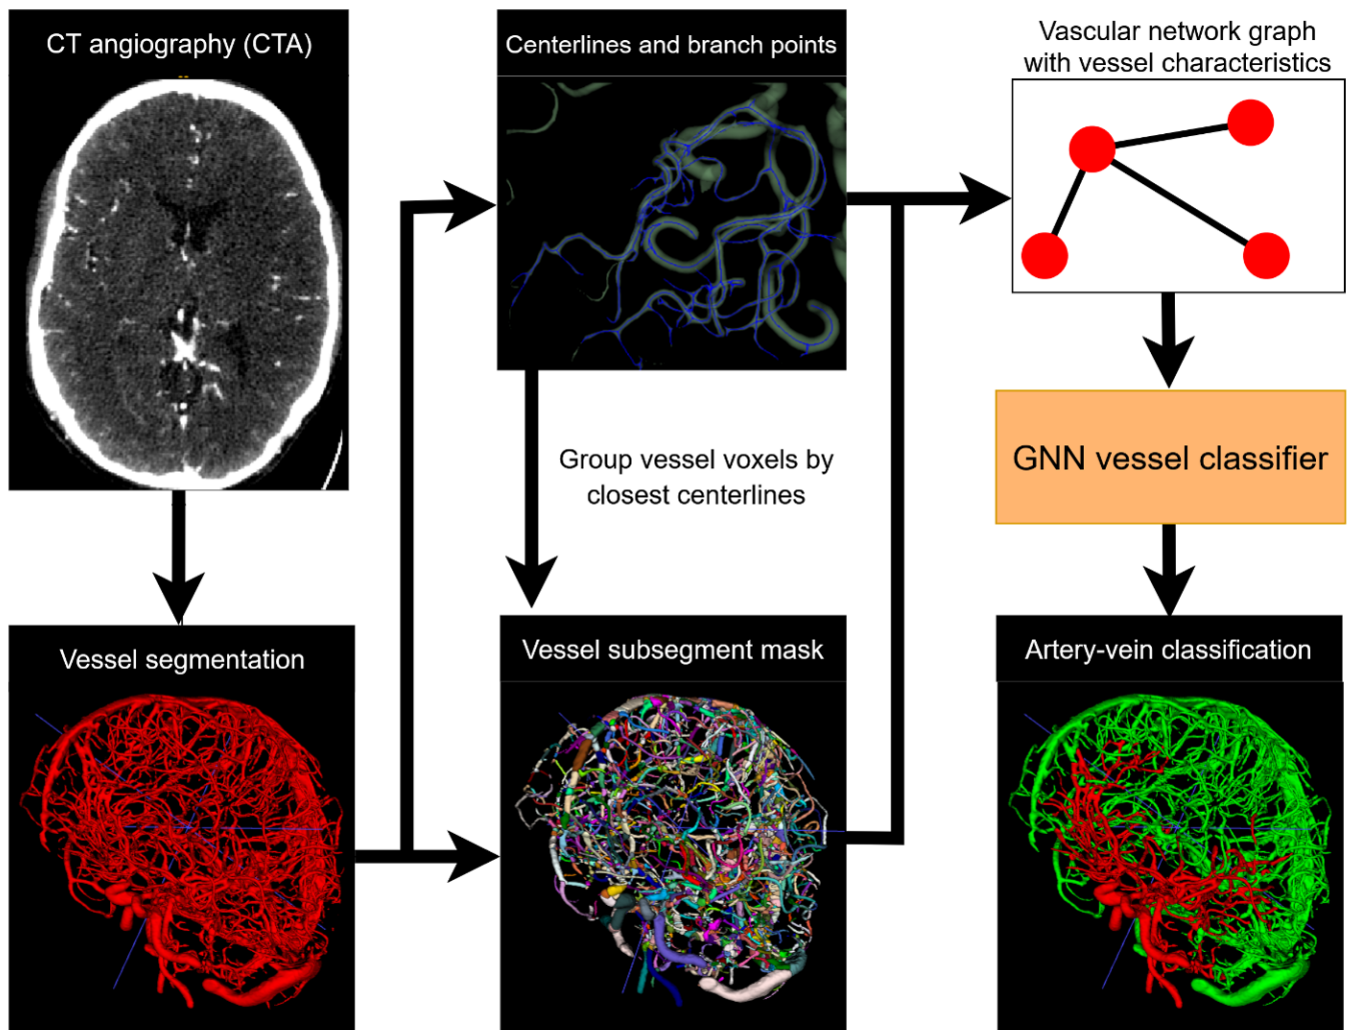 CT angiography (CTA)
Centerlines and branch points
Vascular network graph
with vessel characteristics
Group vessel voxels by
closest centerlines
GNN vessel classifier
Vessel segmentation
Vessel subsegment mask
Artery-vein classification